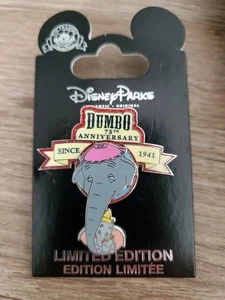 Disney Parks
AUTHENTIC • ORIGINAL
DUMBO
75TH
ANNIVERSARY
SINCE 1941
LIMITED EDITION
EDITION LIMITÉE